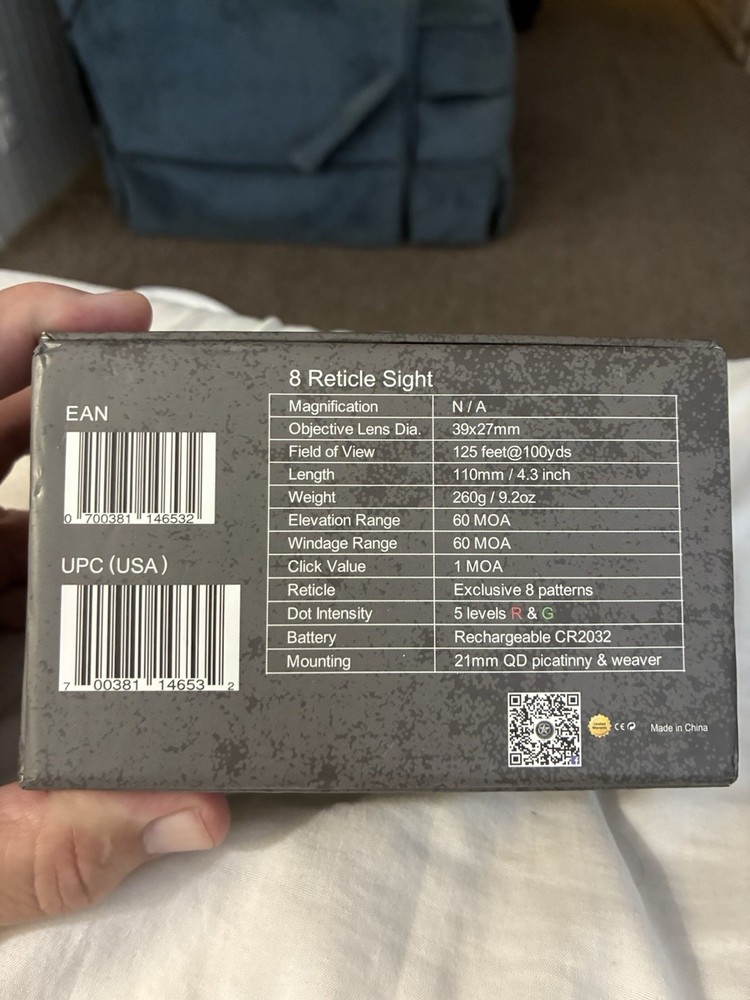 8 Reticle Sight
EAN
0 700381 146532
UPC (USA)
7 00381 14653 2
Magnification N / A
Objective Lens Dia. 39x27mm
Field of View 125 feet@100yds
Length 110mm / 4.3 inch
Weight 260g / 9.2oz
Elevation Range 60 MOA
Windage Range 60 MOA
Click Value 1 MOA
Reticle Exclusive 8 patterns
Dot Intensity 5 levels R & G
Battery Rechargeable CR2032
Mounting 21mm QD picatinny & weaver
CE
Made in China